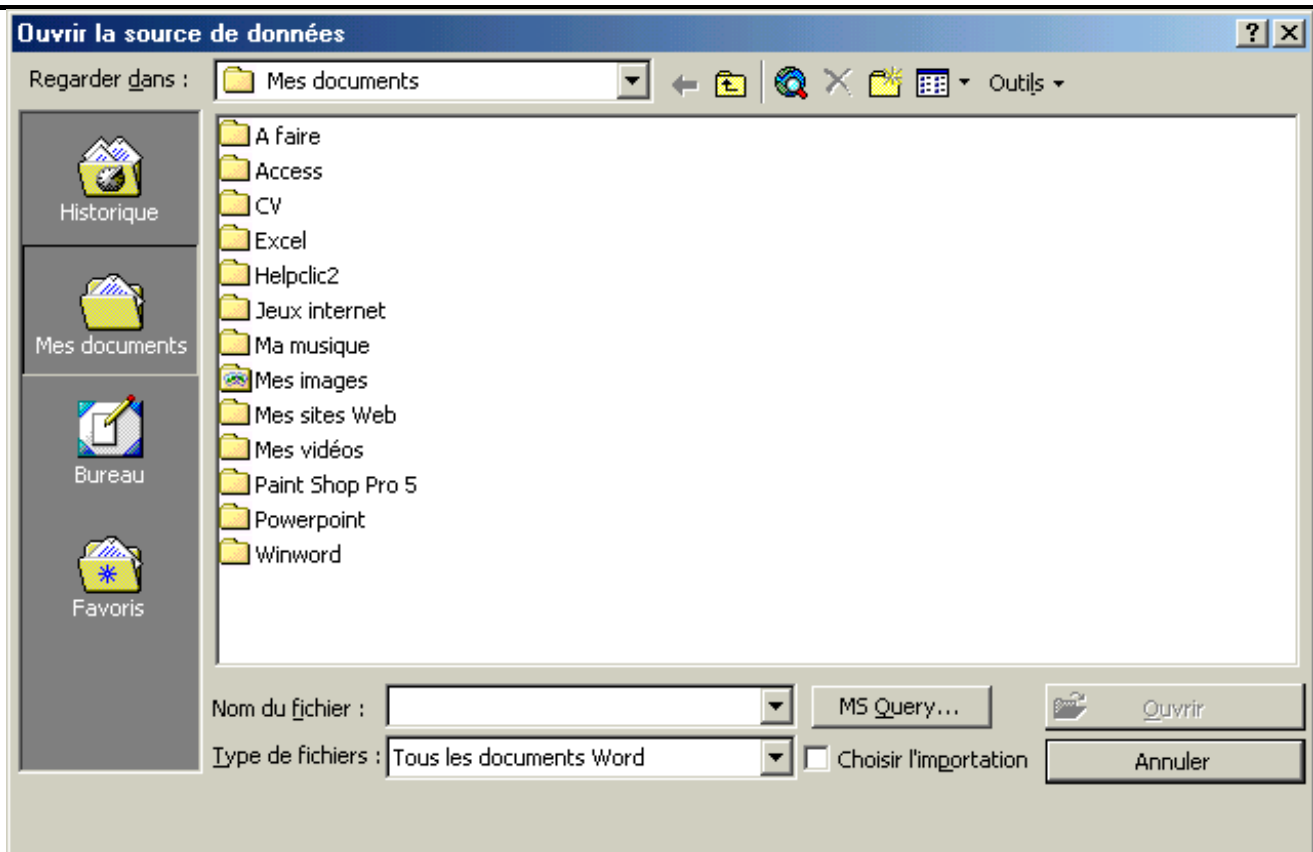 Ouvrir la source de données
Regarder dans : Mes documents Outils
Historique
Mes documents
Bureau
Favoris
A faire
Access
CV
Excel
Helpclic2
Jeux internet
Ma musique
Mes images
Mes sites Web
Mes vidéos
Paint Shop Pro 5
Powerpoint
Winword
Nom du fichier : MS Query... Ouvrir
Type de fichiers : Tous les documents Word Choisir l'importation Annuler